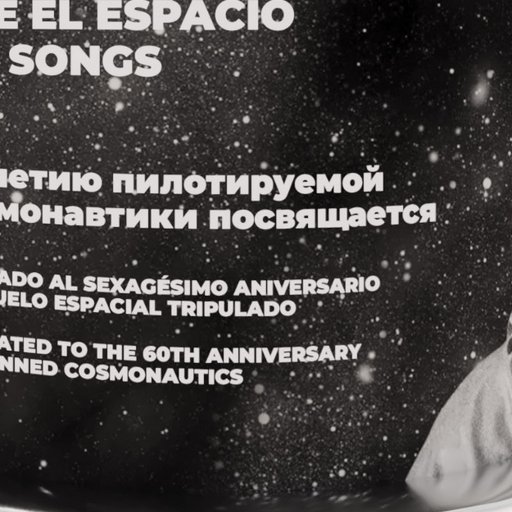 E EL ESPACIO
SONGS
летию пилотируемой
монавтики посвящается
ADO AL SEXAGÉSIMO ANIVERSARIO
UELO ESPACIAL TRIPULADO
ATED TO THE 60TH ANNIVERSARY
NNED COSMONAUTICS